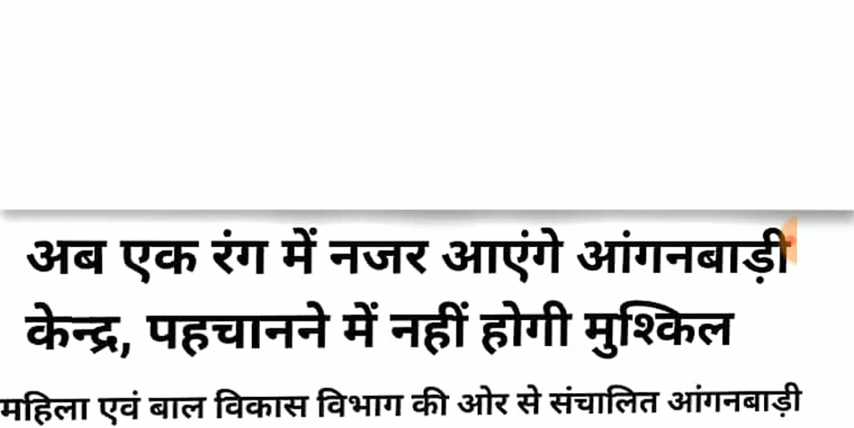 अब एक रंग में नजर आएंगे आंगनबाड़ी
केन्द्र, पहचानने में नहीं होगी मुश्किल
महिला एवं बाल विकास विभाग की ओर से संचालित आंगनबाड़ी